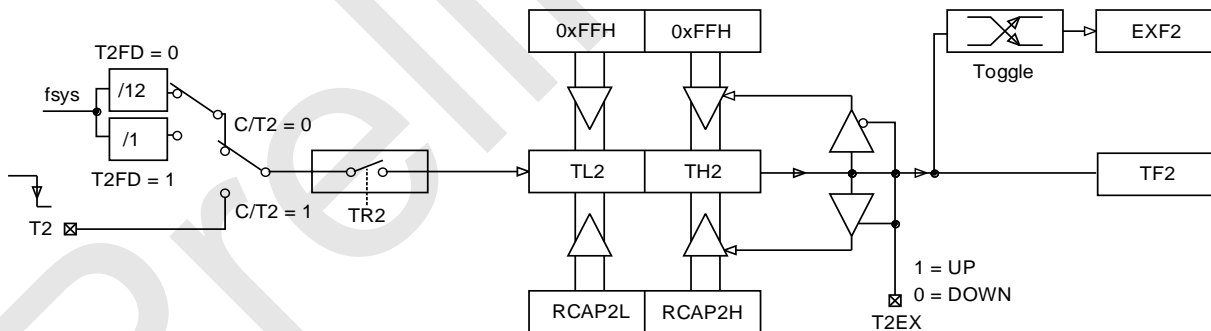 0xFFH 0xFFH
EXF2
Toggle
T2FD = 0
/12
fsys
C/T2 = 0
/1
T2FD = 1
TL2 TH2
TF2
TR2
C/T2 = 1
T2
1 = UP
0 = DOWN
RCAP2L RCAP2H
T2EX